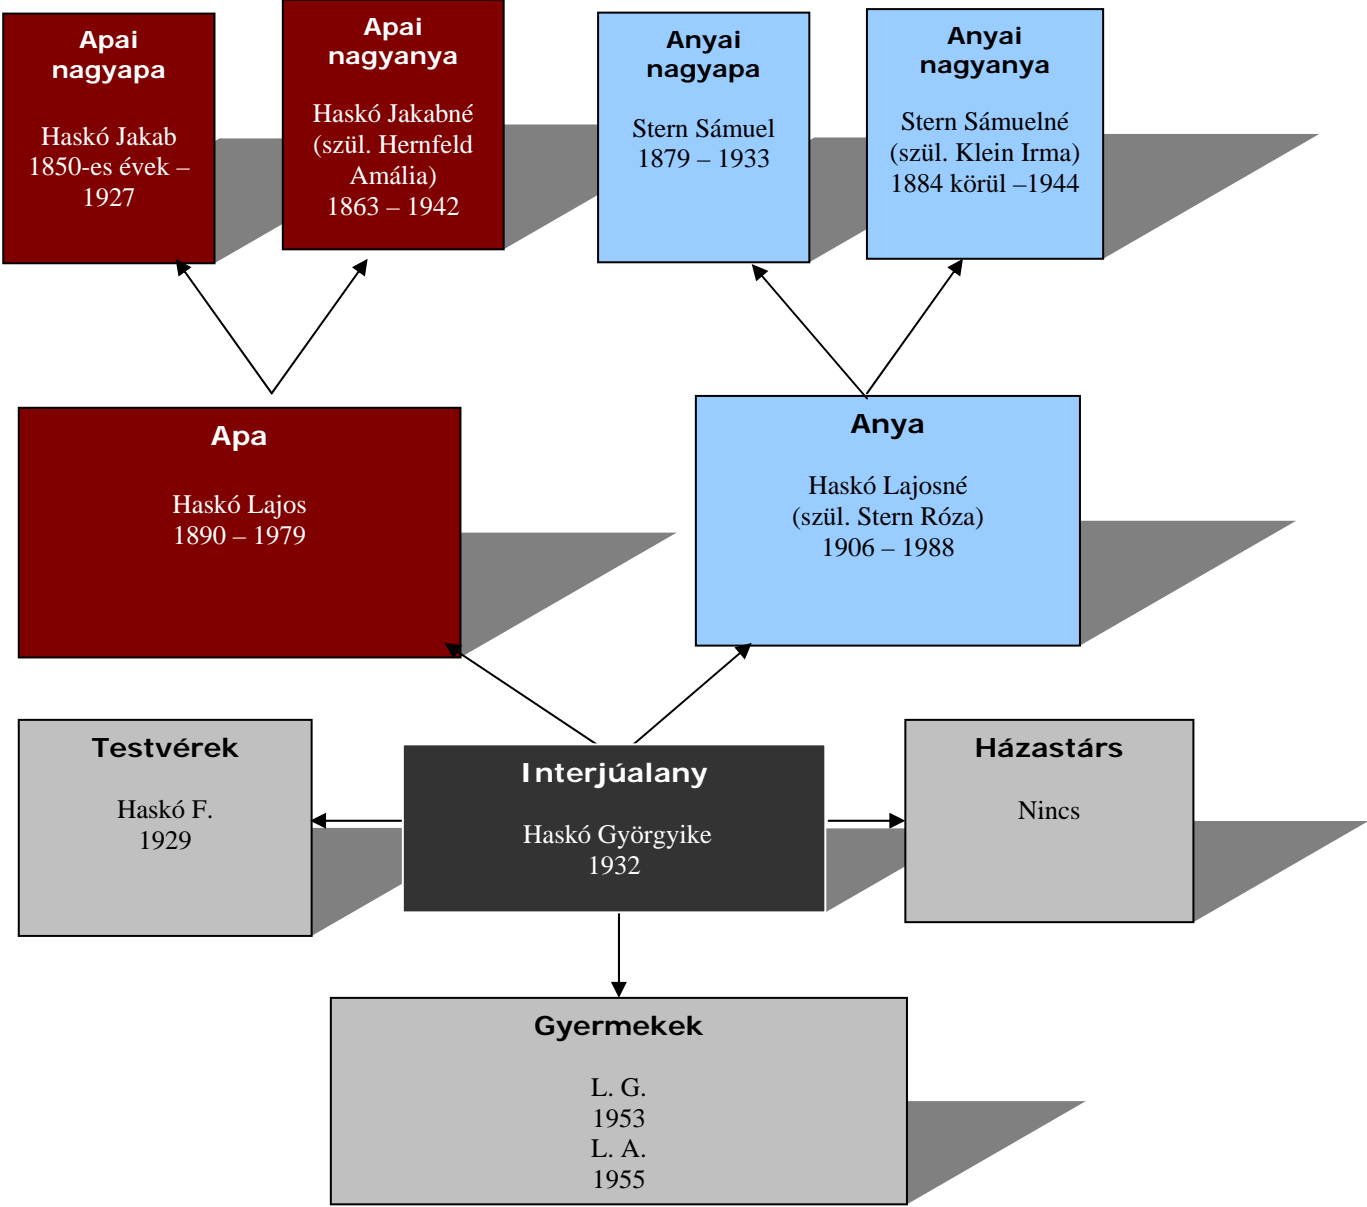 Apai
nagyapa
Haskó Jakab
1850-es évek –
1927
Apai
nagyanya
Haskó Jakabné
(szül. Hernfeld
Amália)
1863 – 1942
Anyai
nagyapa
Stern Sámuel
1879 – 1933
Anyai
nagyanya
Stern Sámuelné
(szül. Klein Irma)
1884 körül –1944
Apa
Haskó Lajos
1890 – 1979
Anya
Haskó Lajosné
(szül. Stern Róza)
1906 – 1988
Testvérek
Haskó F.
1929
Interjúalany
Haskó Györgyike
1932
Házastárs
Nincs
Gyermekek
L. G.
1953
L. A.
1955